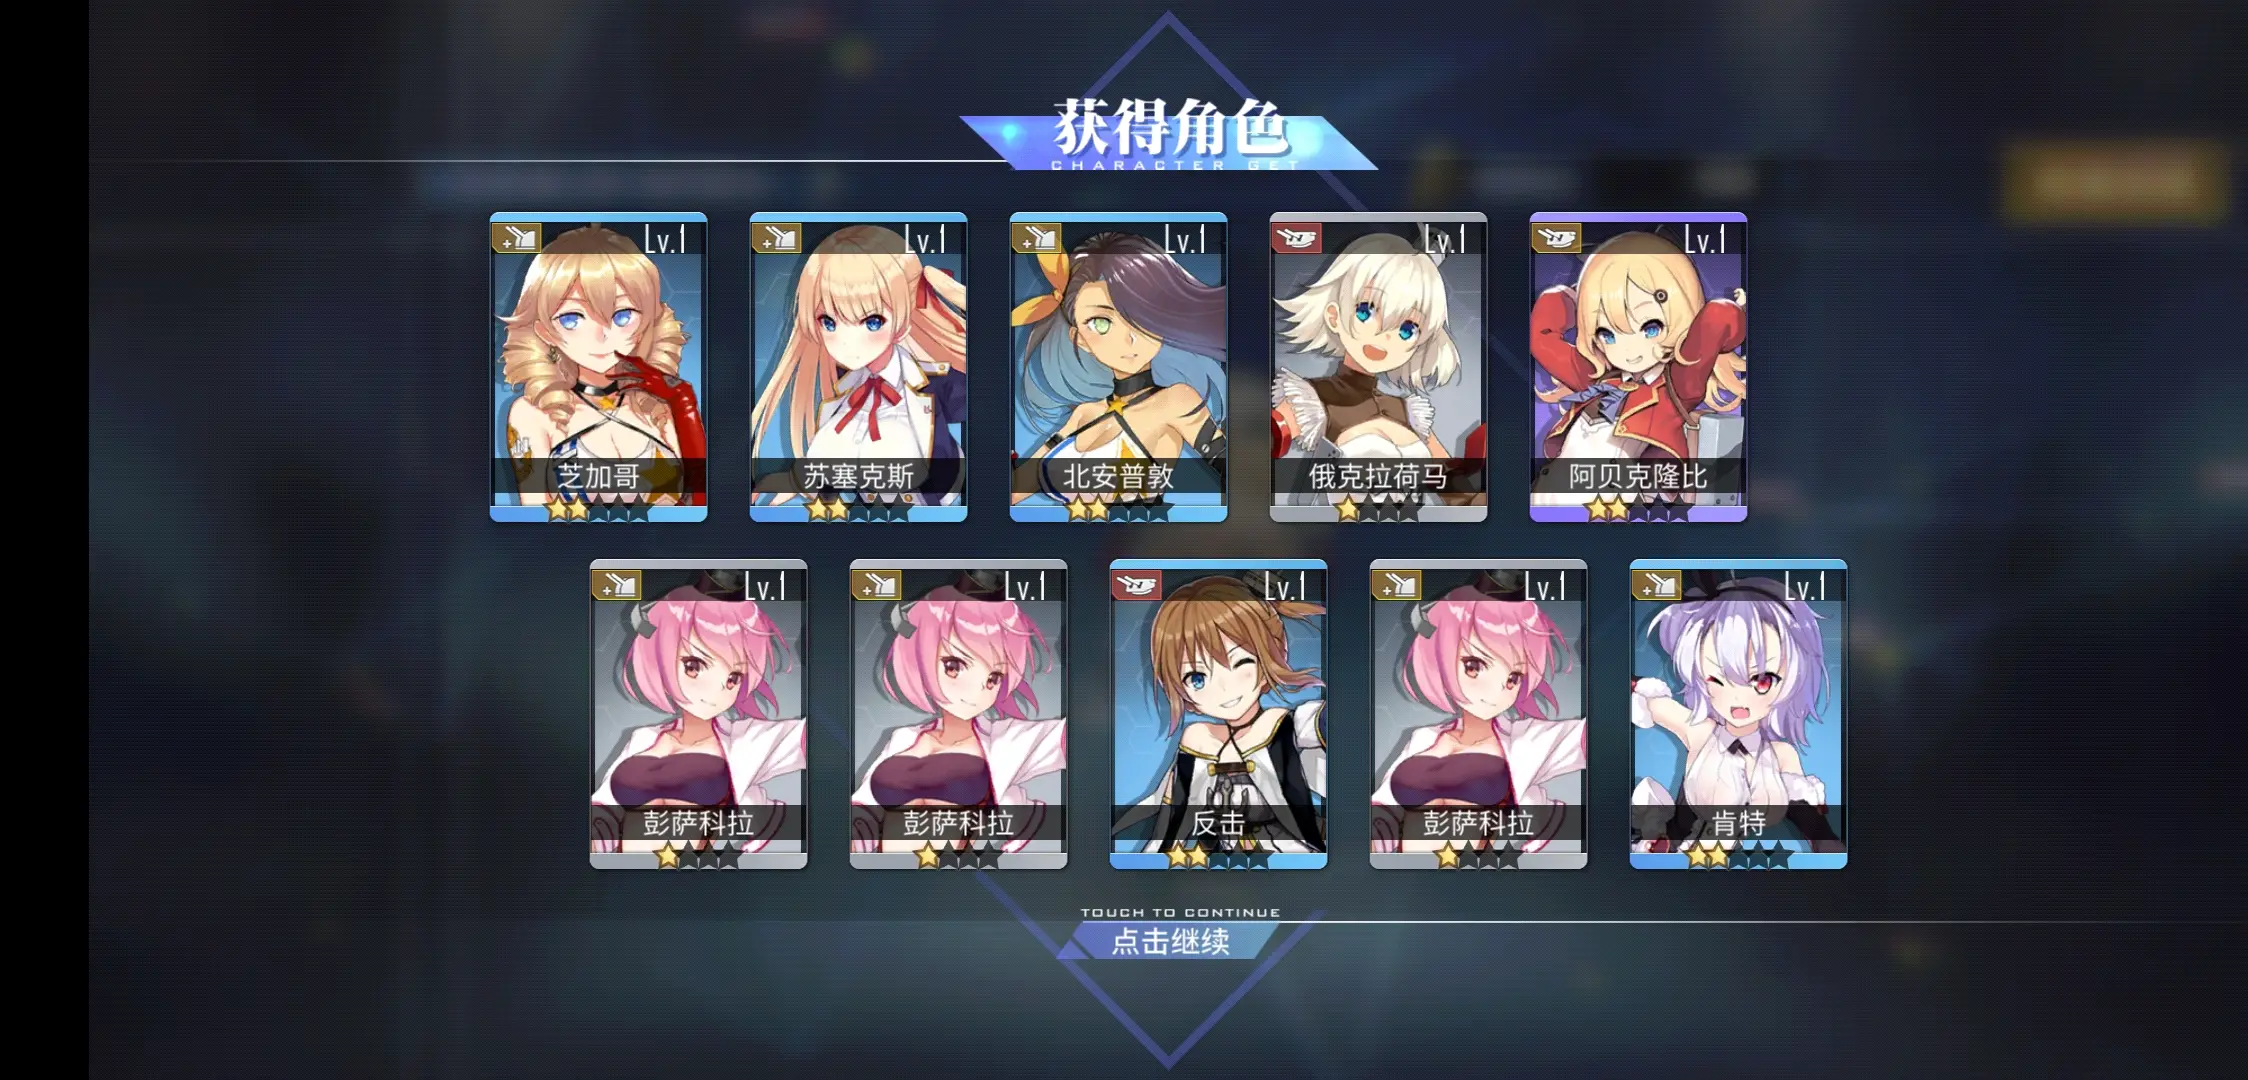 获得角色
CHARACTER GET
Lv.1
Lv.1
Lv.1
Lv.1
Lv.1
芝加哥
苏塞克斯
北安普敦
俄克拉荷马
阿贝克隆比
Lv.1
Lv.1
Lv.1
Lv.1
Lv.1
彭萨科拉
彭萨科拉
反击
彭萨科拉
肯特
TOUCH TO CONTINUE
点击继续